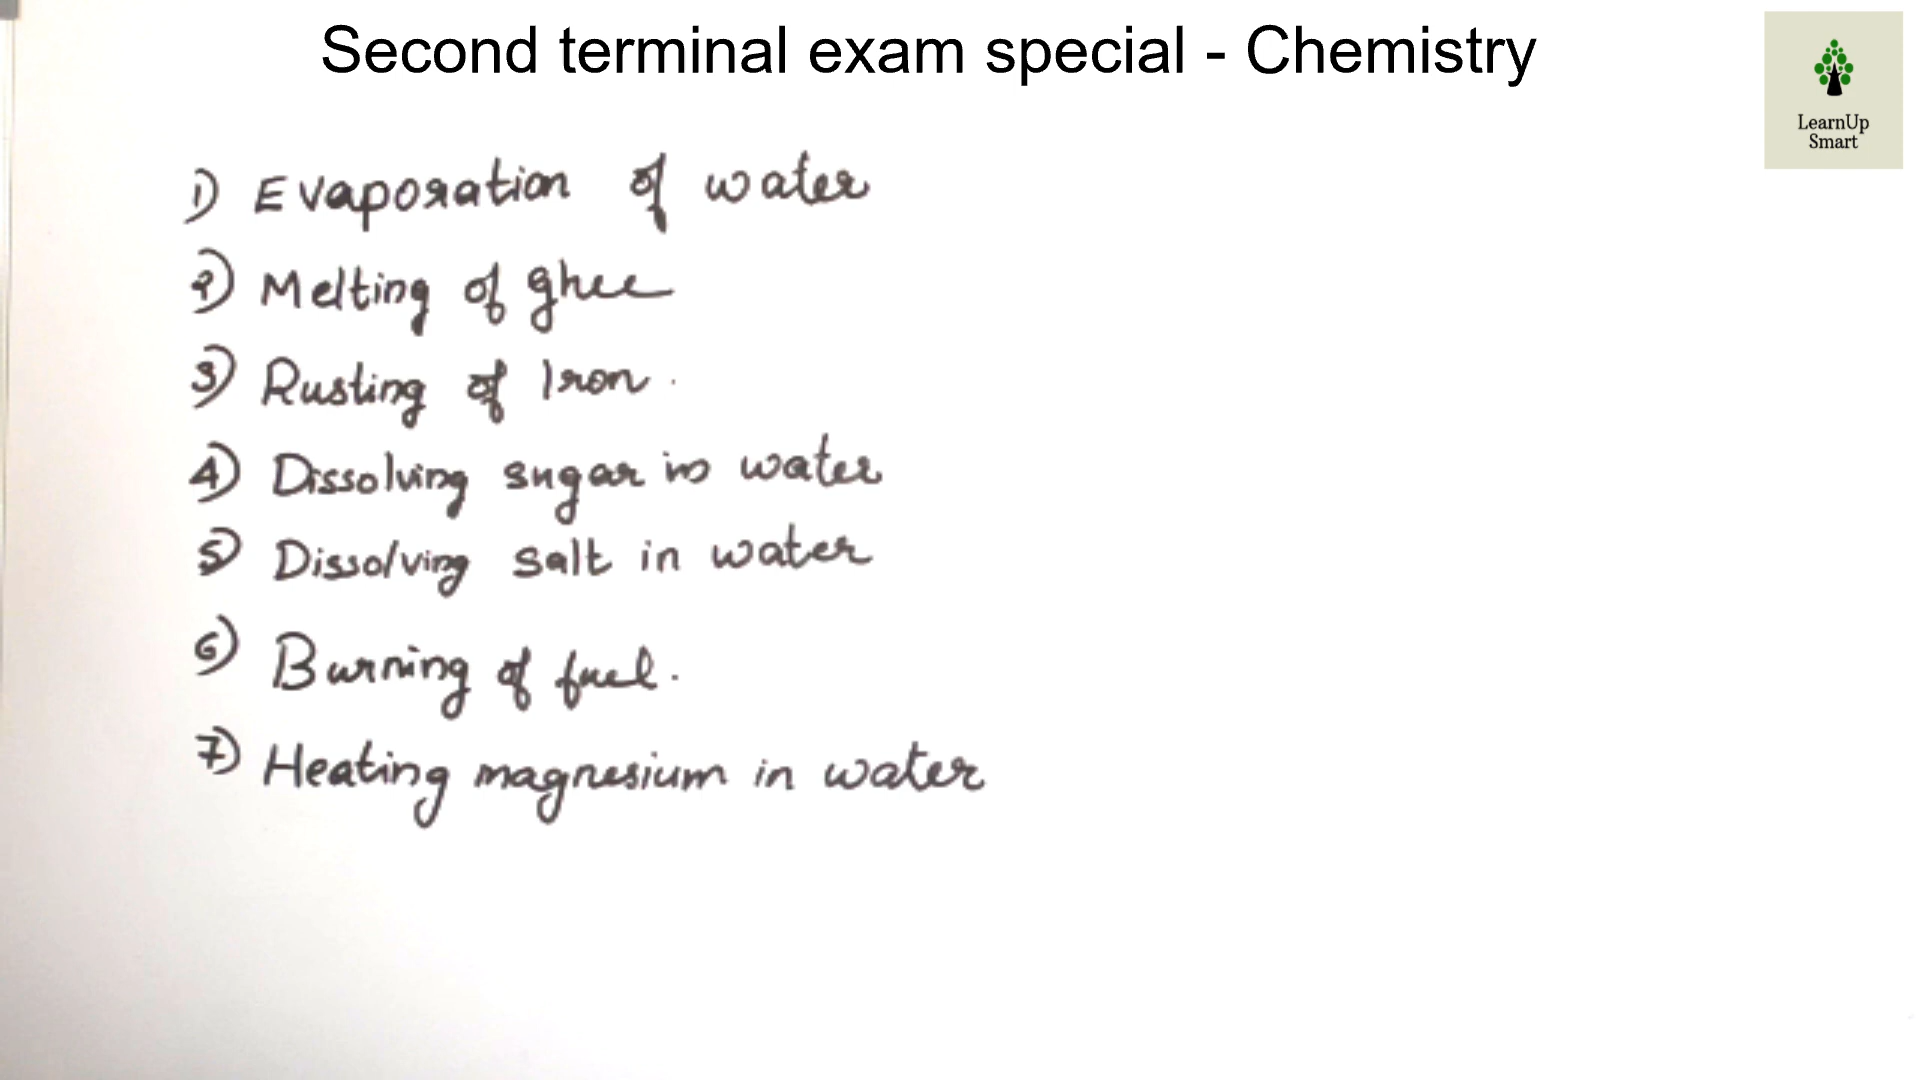 Second terminal exam special - Chemistry
LearnUp
Smart
1) Evaporation of water
2) Melting of ghee
3) Rusting of Iron.
4) Dissolving sugar in water
5) Dissolving salt in water
6) Burning of fuel.
7) Heating magnesium in water